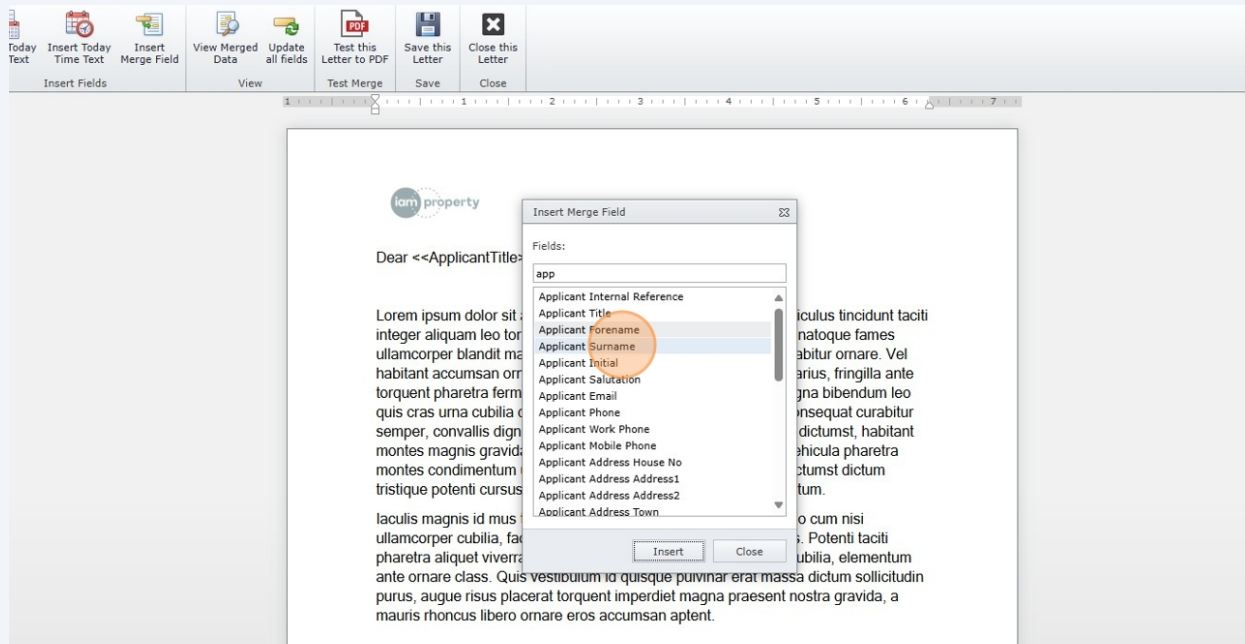 Today Insert Today Insert View Merged Update Test this Save this Close this
Text Time Text Merge Field Data all fields Letter to PDF Letter Letter
Insert Fields View Test Merge Save Close
1 1 2 3 4 5 6 7
iam property
Insert Merge Field
Dear <<ApplicantTitle>
Fields:
app
Applicant Internal Reference
Applicant Title
Applicant Forename
Applicant Surname
Applicant Initial
Applicant Salutation
Applicant Email
Applicant Phone
Applicant Work Phone
Applicant Mobile Phone
Applicant Address House No
Applicant Address Address1
Applicant Address Address2
Applicant Address Town
Insert Close
Lorem ipsum dolor sit iculus tincidunt taciti
integer aliquam leo tor natoque fames
ullamcorper blandit ma abitur ornare. Vel
habitant accumsan orn arius, fringilla ante
torquent pharetra ferm gna bibendum leo
quis cras urna cubilia onsequat curabitur
semper, convallis dign dictumst, habitant
montes magnis gravida ehicula pharetra
montes condimentum ctumst dictum
tristique potenti cursus tum.
Iaculis magnis id mus o cum nisi
ullamcorper cubilia, fac . Potenti taciti
pharetra aliquet viverra ubilia, elementum
ante ornare class. Quis vestibulum id quisque pulvinar erat massa dictum sollicitudin
purus, augue risus placerat torquent imperdiet magna praesent nostra gravida, a
mauris rhoncus libero ornare eros accumsan aptent.